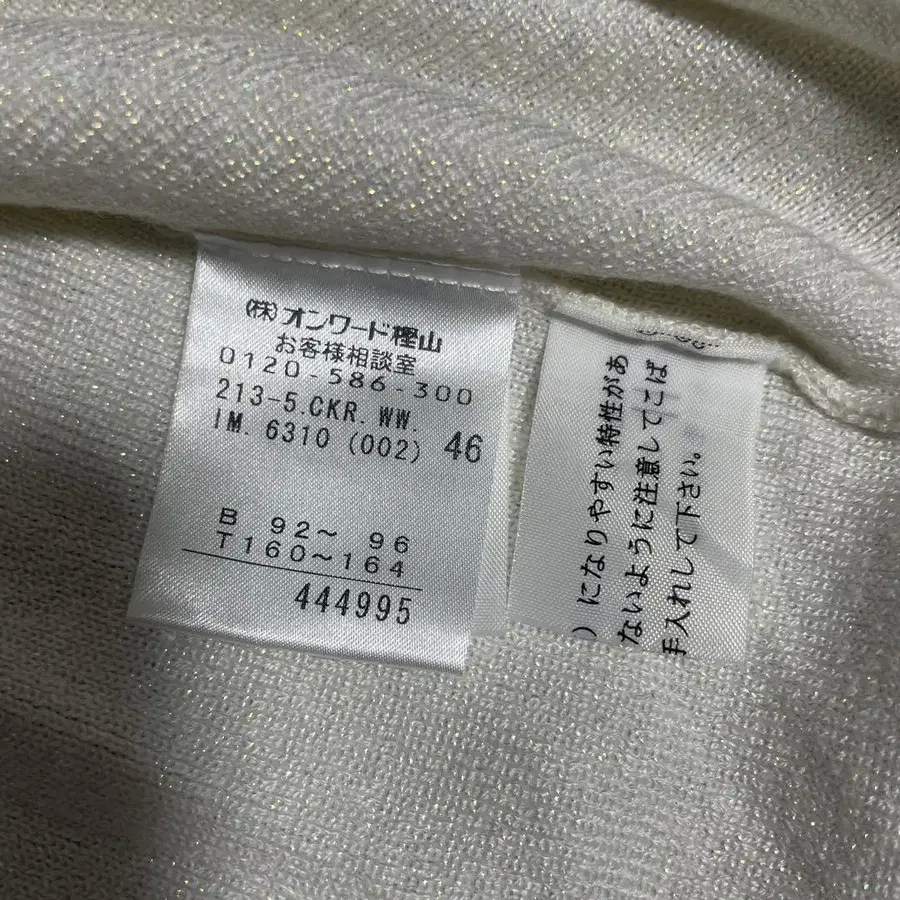 (株)オンワード樫山
お客様相談室
0120-586-300
213-5.CKR.WW.
IM.6310(002) 46
B 92～ 96
T160～164
444995
)になりやすい特性があ
ないように注意してこば
手入れして下さい。